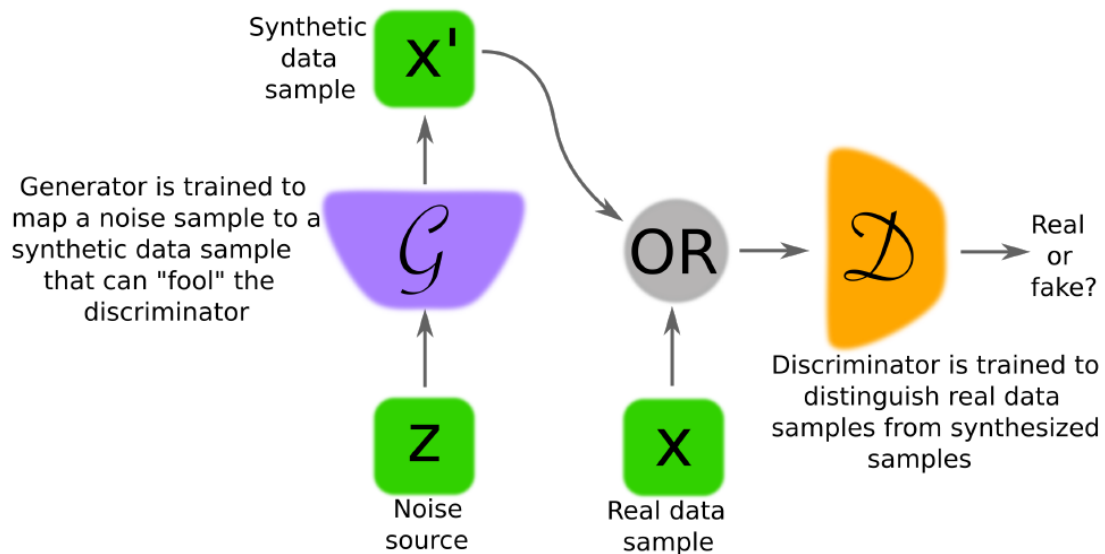 Synthetic
data
sample
x'
Generator is trained to
map a noise sample to a
synthetic data sample
that can "fool" the
discriminator
G
z
Noise
source
OR
x
Real data
sample
D
Real
or
fake?
Discriminator is trained to
distinguish real data
samples from synthesized
samples